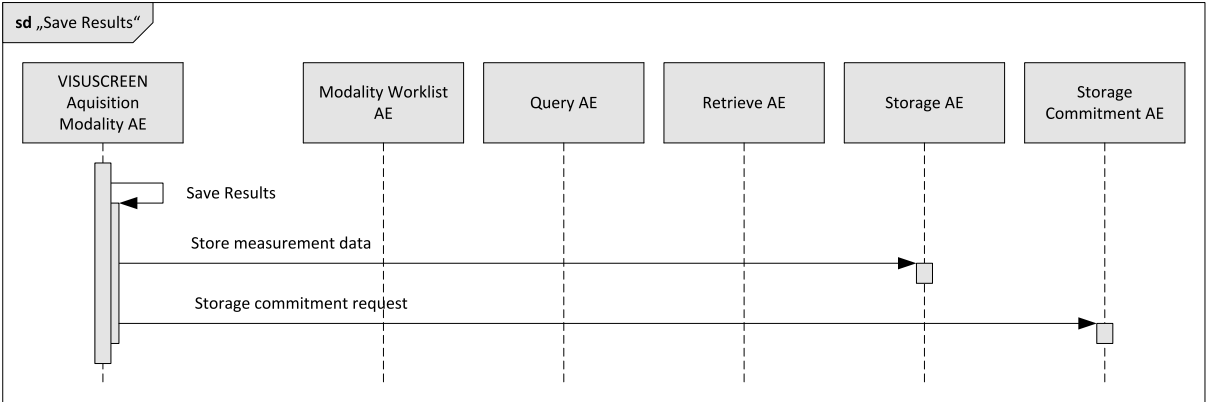 sd „Save Results“
VISUSCREEN
Aquisition
Modality AE
Modality Worklist
AE
Query AE
Retrieve AE
Storage AE
Storage
Commitment AE
Save Results
Store measurement data
Storage commitment request